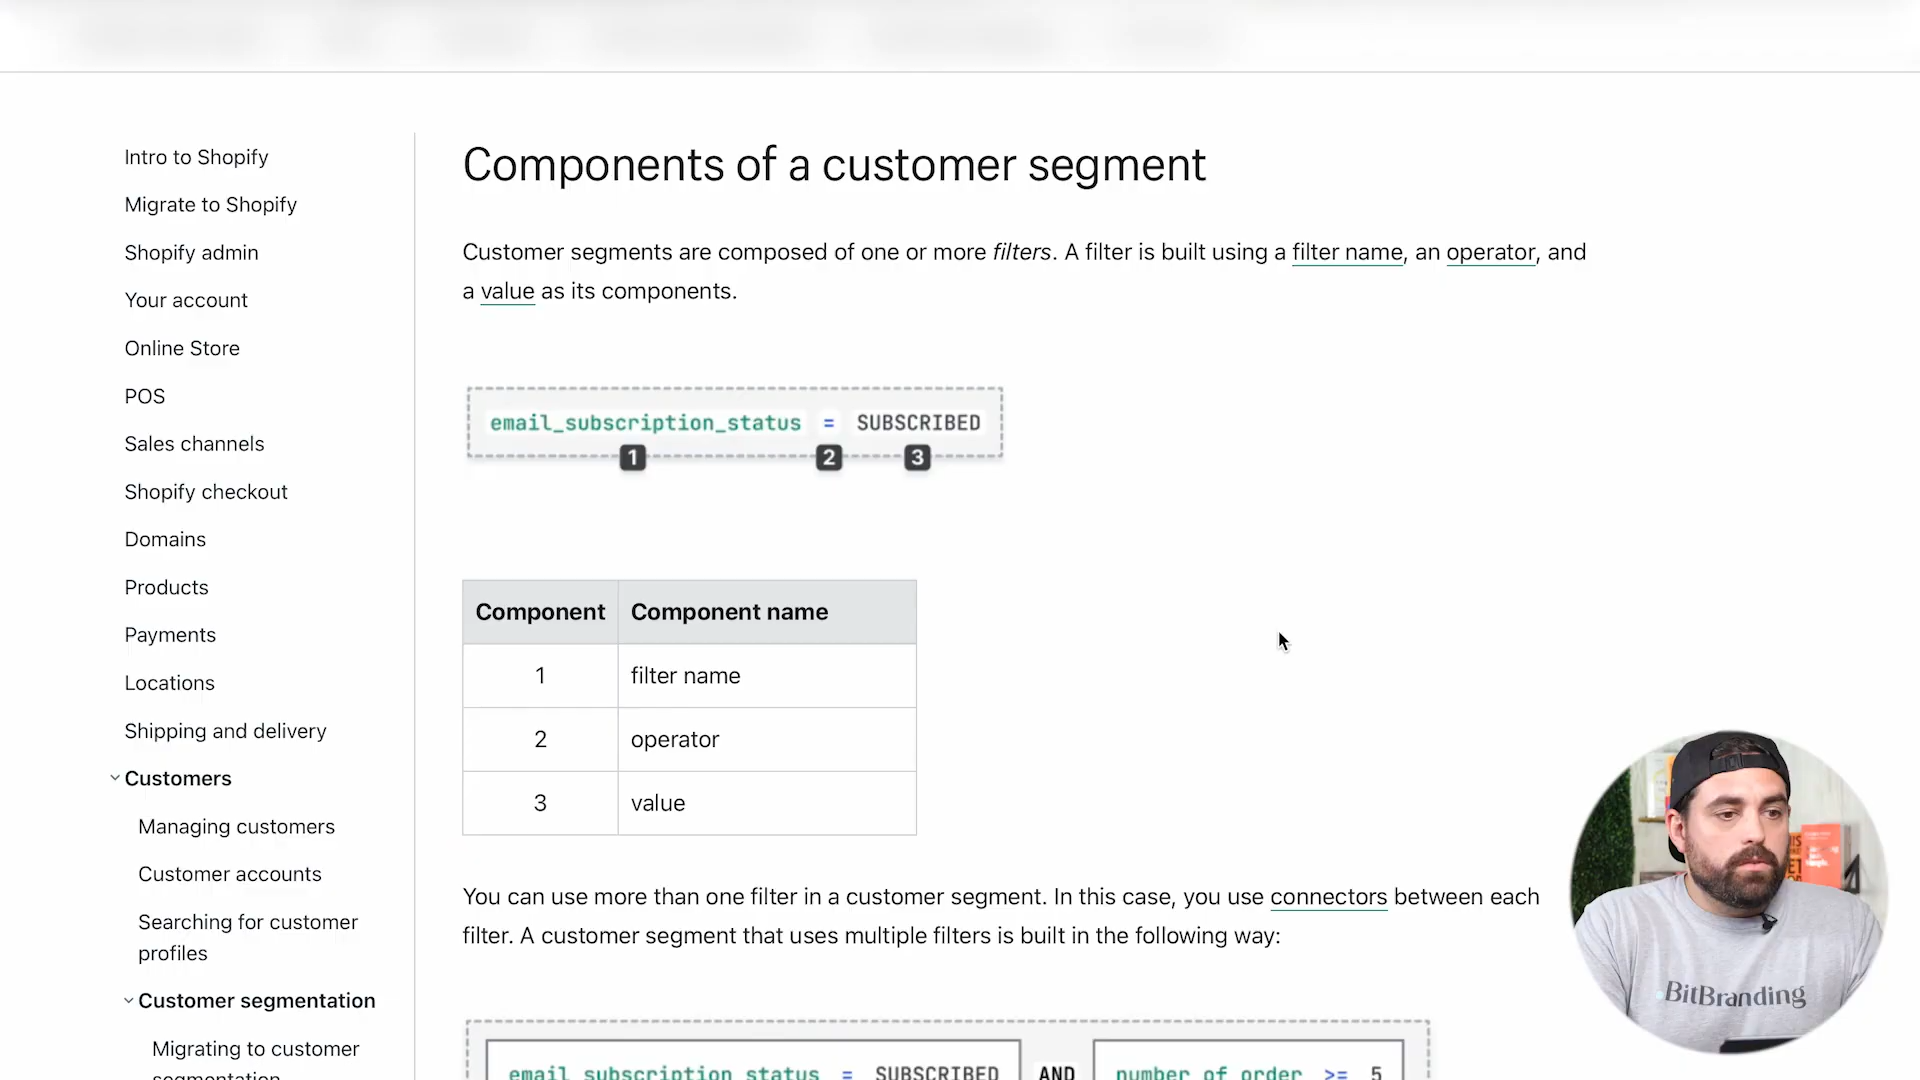 Intro to Shopify
Migrate to Shopify
Shopify admin
Your account
Online Store
POS
Sales channels
Shopify checkout
Domains
Products
Payments
Locations
Shipping and delivery
Customers
Managing customers
Customer accounts
Searching for customer
profiles
Customer segmentation
Migrating to customer
segmentation
Components of a customer segment
Customer segments are composed of one or more filters. A filter is built using a filter name, an operator, and
a value as its components.
email_subscription_status = SUBSCRIBED
1 2 3
Component Component name
1 filter name
2 operator
3 value
You can use more than one filter in a customer segment. In this case, you use connectors between each
filter. A customer segment that uses multiple filters is built in the following way:
email_subscription_status = SUBSCRIBED AND number_of_order >= 5
BitBranding